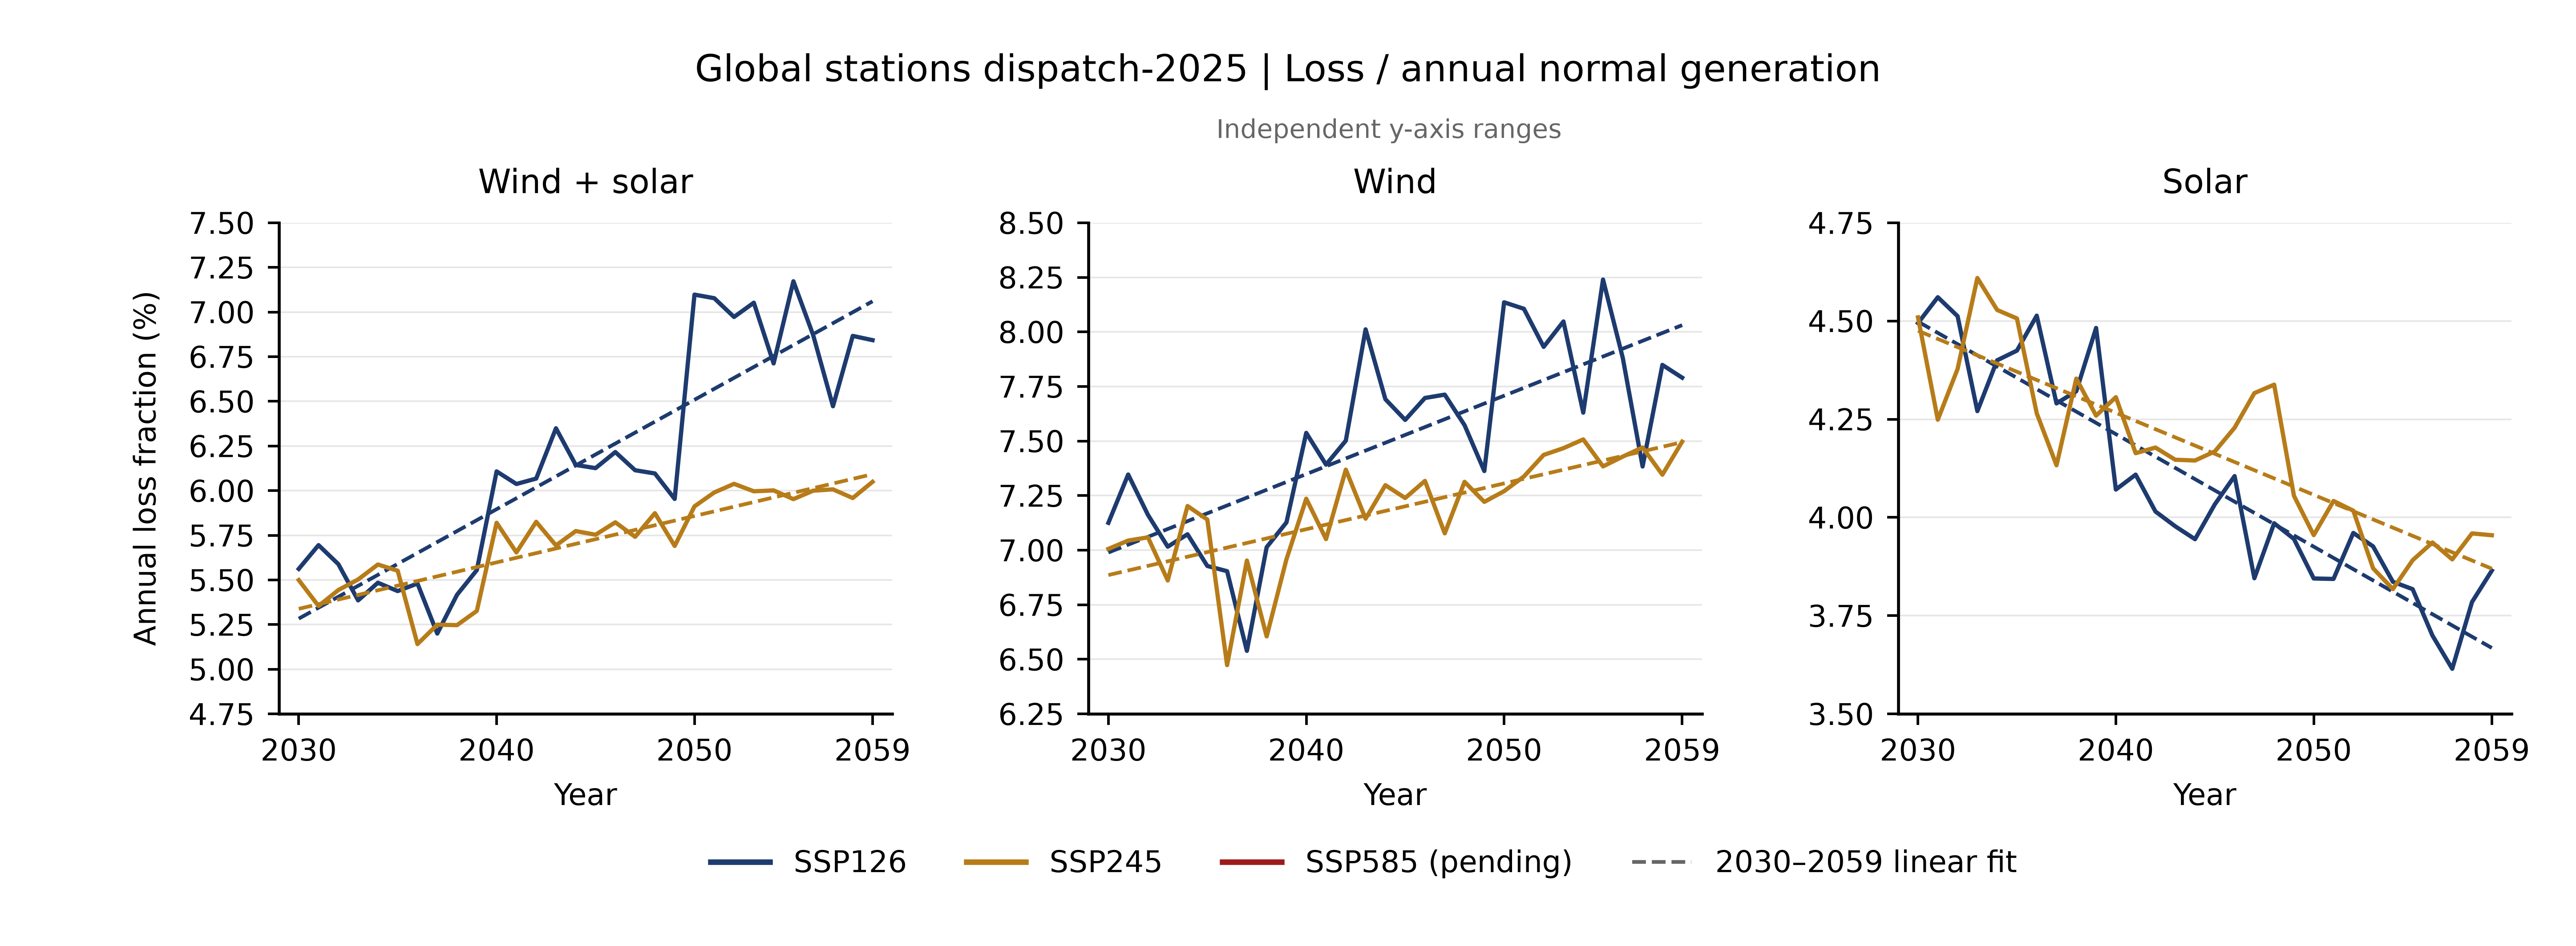 Global stations dispatch-2025 | Loss / annual normal generation
Independent y-axis ranges
Wind + solar
Annual loss fraction (%)
7.50
7.25
7.00
6.75
6.50
6.25
6.00
5.75
5.50
5.25
5.00
4.75
2030 2040 2050 2059
Year
Wind
8.50
8.25
8.00
7.75
7.50
7.25
7.00
6.75
6.50
6.25
2030 2040 2050 2059
Year
Solar
4.75
4.50
4.25
4.00
3.75
3.50
2030 2040 2050 2059
Year
SSP126 SSP245 SSP585 (pending) 2030–2059 linear fit